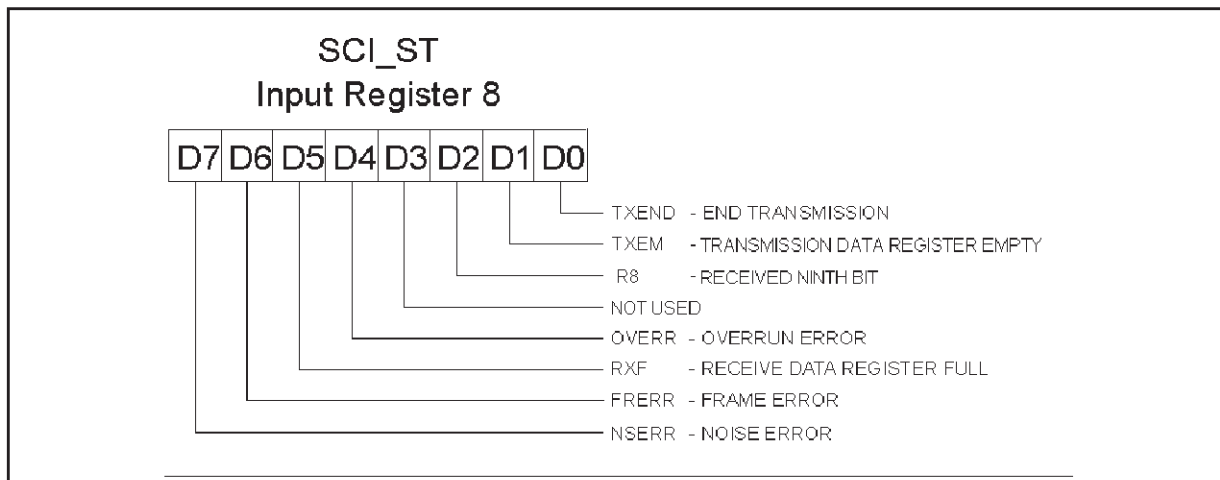 SCI_ST
Input Register 8
D7 D6 D5 D4 D3 D2 D1 D0
TXEND - END TRANSMISSION
TXEM - TRANSMISSION DATA REGISTER EMPTY
R8 - RECEIVED NINTH BIT
NOT USED
OVERR - OVERRUN ERROR
RXF - RECEIVE DATA REGISTER FULL
FRERR - FRAME ERROR
NSERR - NOISE ERROR